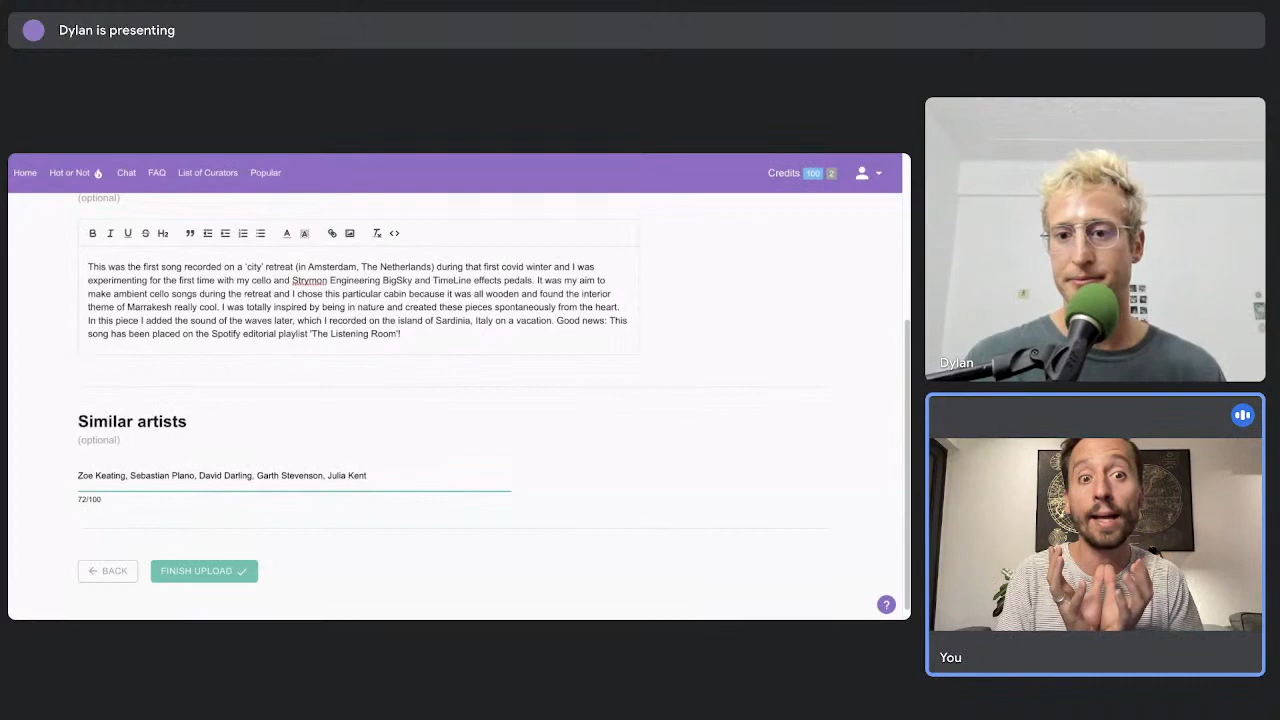 Dylan is presenting
Home Hot or Not Chat FAQ List of Curators Popular Credits 100 2
(optional)
B I U S H₂ A A Tx <>
This was the first song recorded on a 'city' retreat (in Amsterdam, The Netherlands) during that first covid winter and I was
experimenting for the first time with my cello and Strymon Engineering BigSky and TimeLine effects pedals. It was my aim to
make ambient cello songs during the retreat and I chose this particular cabin because it was all wooden and found the interior
theme of Marrakesh really cool. I was totally inspired by being in nature and created these pieces spontaneously from the heart.
In this piece I added the sound of the waves later, which I recorded on the island of Sardinia, Italy on a vacation. Good news: This
song has been placed on the Spotify editorial playlist 'The Listening Room'!
Similar artists
(optional)
Zoe Keating, Sebastian Plano, David Darling, Garth Stevenson, Julia Kent
72/100
BACK FINISH UPLOAD
?
Dylan
You